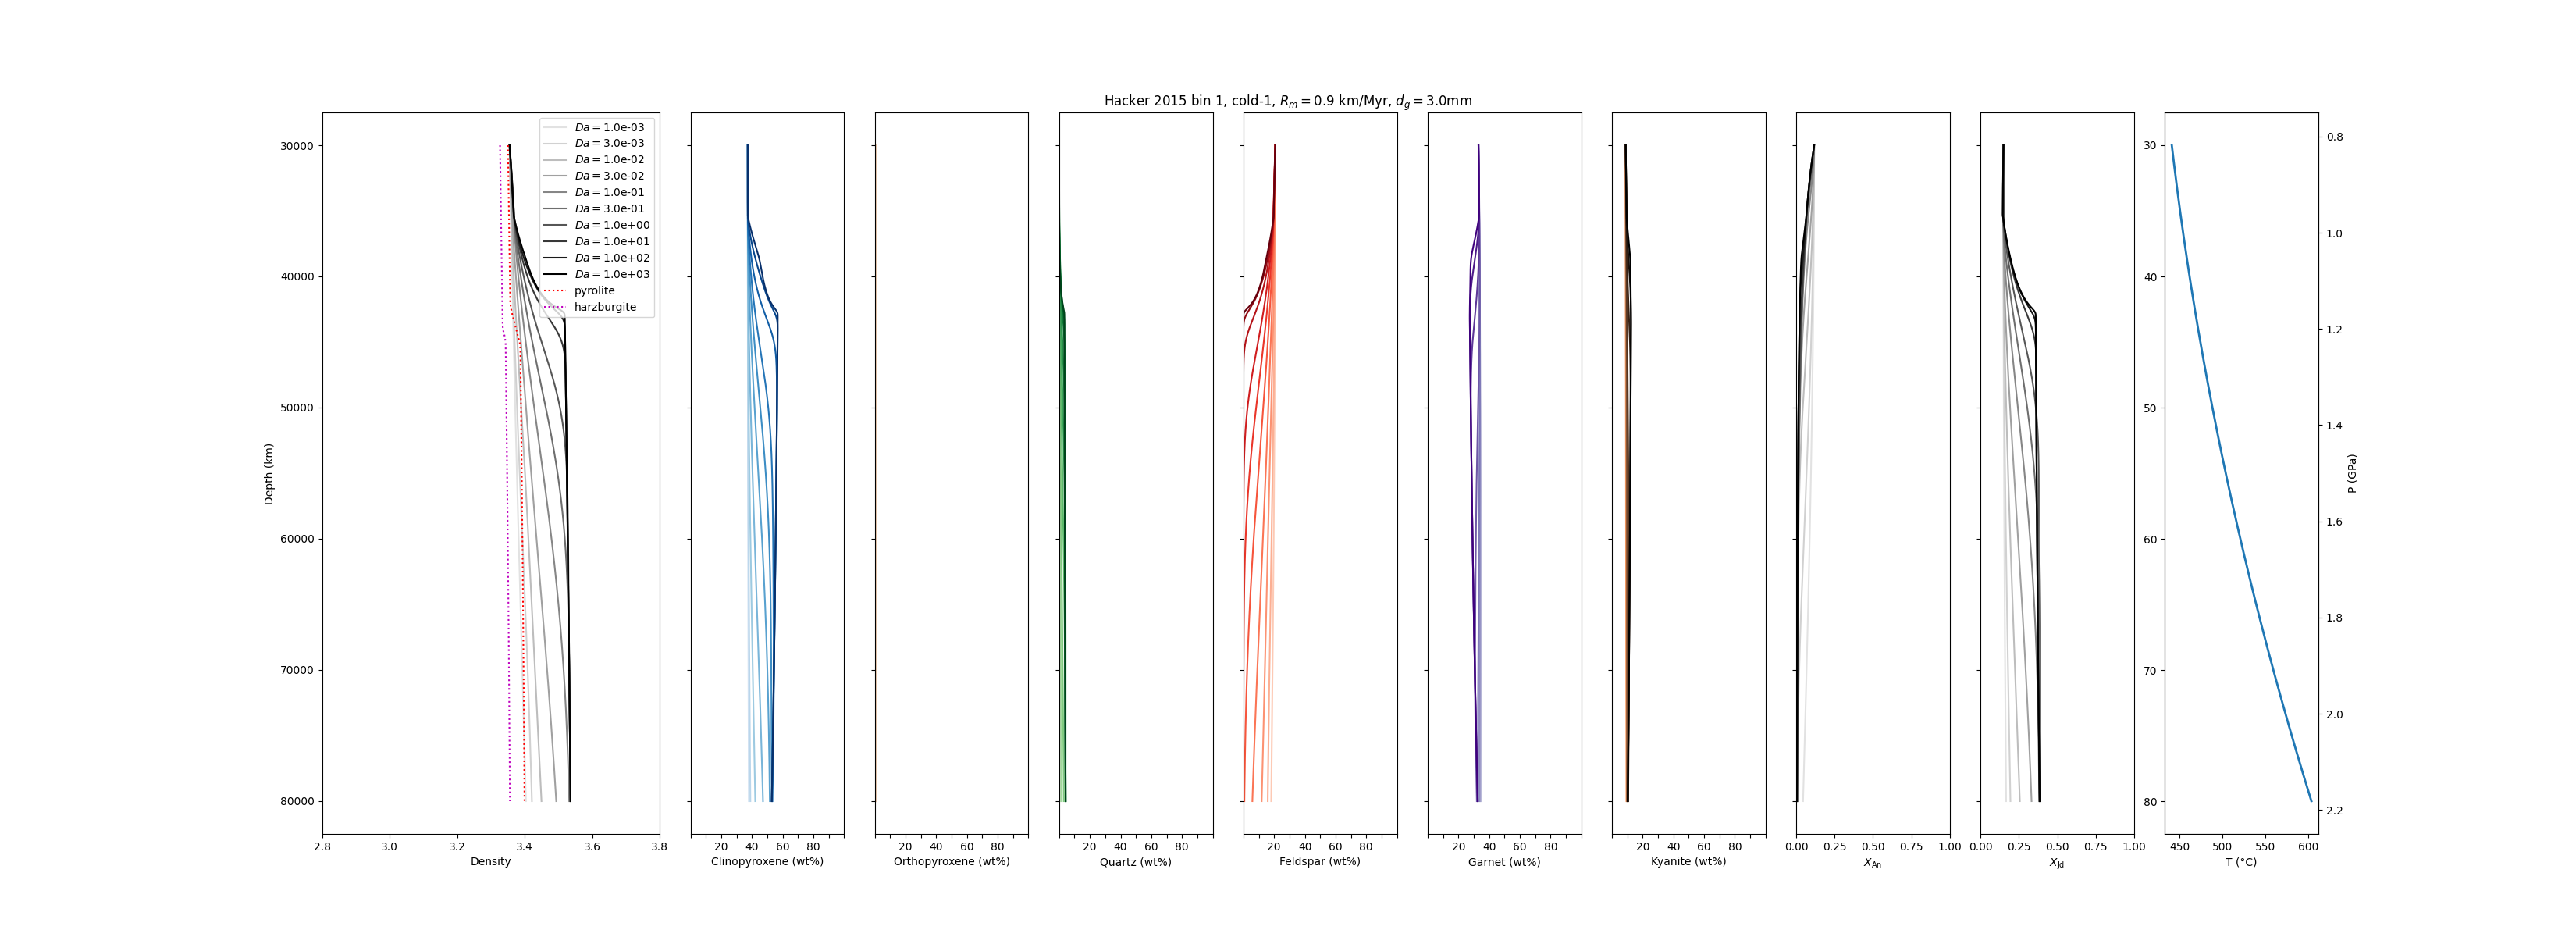 Hacker 2015 bin 1, cold-1, R_m = 0.9 km/Myr, d_g = 3.0mm
Da = 1.0e-03
Da = 3.0e-03
Da = 1.0e-02
Da = 3.0e-02
Da = 1.0e-01
Da = 3.0e-01
Da = 1.0e+00
Da = 1.0e+01
Da = 1.0e+02
Da = 1.0e+03
pyrolite
harzburgite
Depth (km)
30000
40000
50000
60000
70000
80000
2.8 3.0 3.2 3.4 3.6 3.8
Density
20 40 60 80
Clinopyroxene (wt%)
20 40 60 80
Orthopyroxene (wt%)
20 40 60 80
Quartz (wt%)
20 40 60 80
Feldspar (wt%)
20 40 60 80
Garnet (wt%)
20 40 60 80
Kyanite (wt%)
0.00 0.25 0.50 0.75 1.00
X_An
0.00 0.25 0.50 0.75 1.00
X_Jd
30
40
50
60
70
80
450 500 550 600
T (°C)
0.8
1.0
1.2
1.4
1.6
1.8
2.0
2.2
P (GPa)